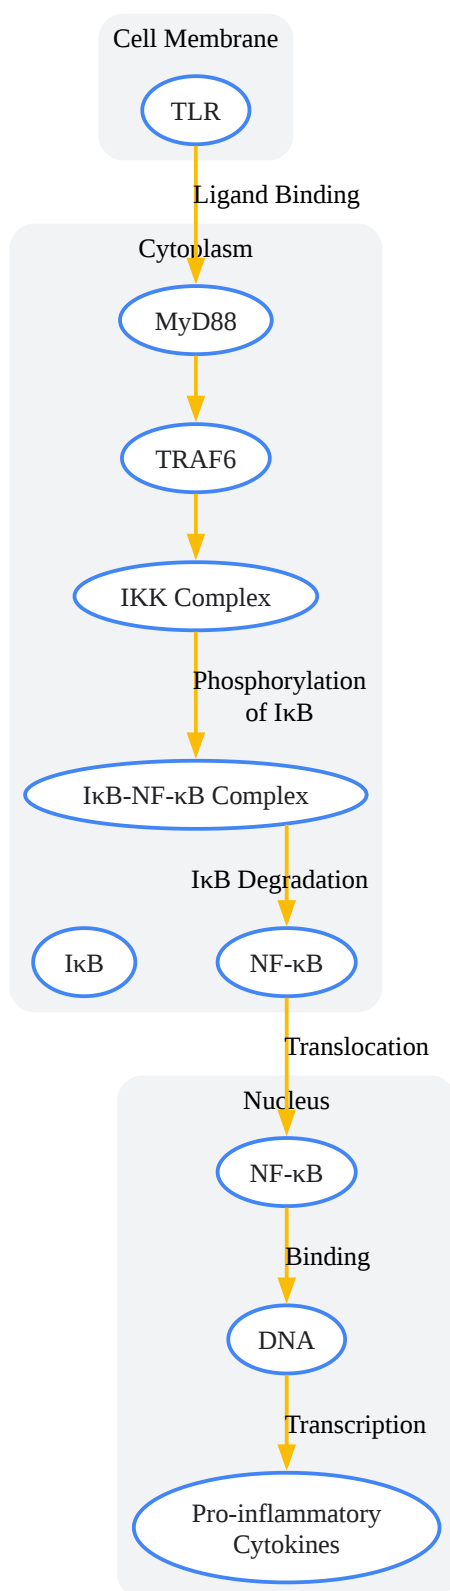 Cell Membrane
TLR
Ligand Binding
Cytoplasm
MyD88
TRAF6
IKK Complex
Phosphorylation
of IκB
IκB-NF-κB Complex
IκB Degradation
IκB
NF-κB
Translocation
Nucleus
NF-κB
Binding
DNA
Transcription
Pro-inflammatory
Cytokines